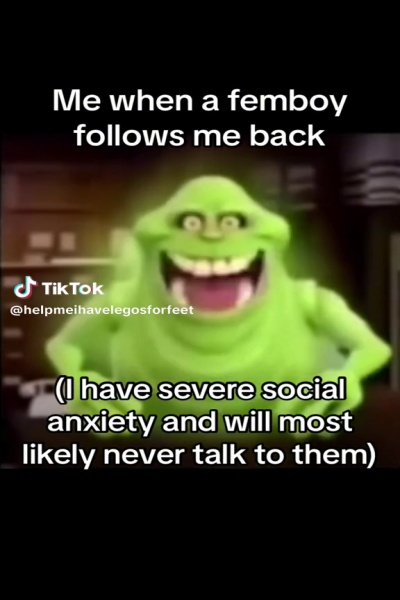 Me when a femboy
follows me back
TikTok
@helpmeihavelegosforfeet
(I have severe social
anxiety and will most
likely never talk to them)